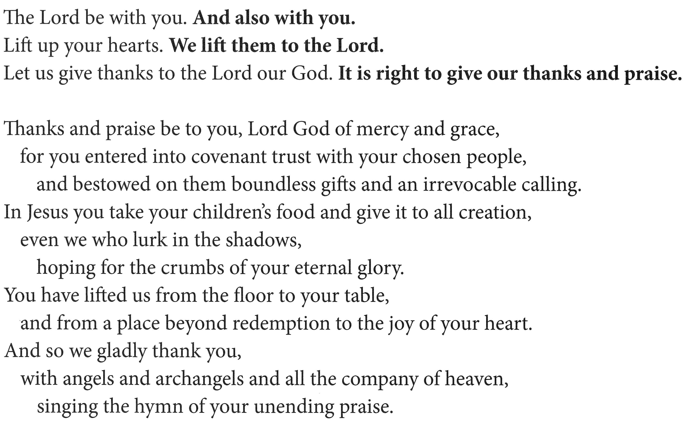 The Lord be with you. And also with you.
Lift up your hearts. We lift them to the Lord.
Let us give thanks to the Lord our God. It is right to give our thanks and praise.
Thanks and praise be to you, Lord God of mercy and grace,
for you entered into covenant trust with your chosen people,
and bestowed on them boundless gifts and an irrevocable calling.
In Jesus you take your children’s food and give it to all creation,
even we who lurk in the shadows,
hoping for the crumbs of your eternal glory.
You have lifted us from the floor to your table,
and from a place beyond redemption to the joy of your heart.
And so we gladly thank you,
with angels and archangels and all the company of heaven,
singing the hymn of your unending praise.